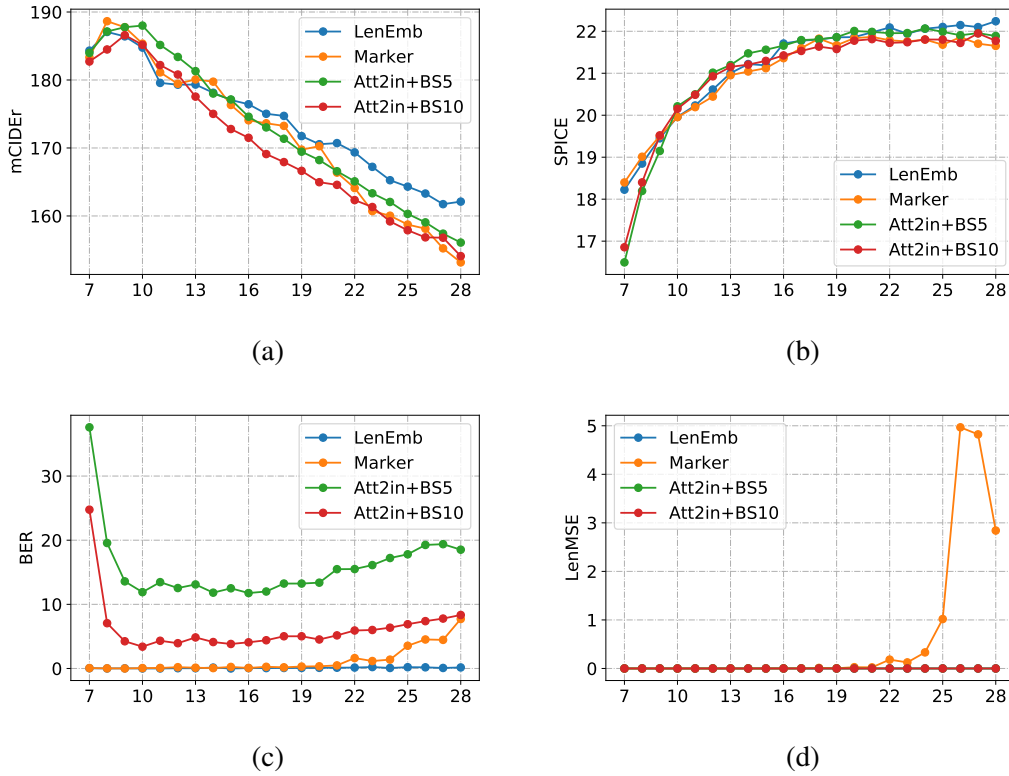 mCIDEr
190
180
170
160
7 10 13 16 19 22 25 28
LenEmb
Marker
Att2in+BS5
Att2in+BS10
(a)
SPICE
22
21
20
19
18
17
7 10 13 16 19 22 25 28
LenEmb
Marker
Att2in+BS5
Att2in+BS10
(b)
BER
30
20
10
0
7 10 13 16 19 22 25 28
LenEmb
Marker
Att2in+BS5
Att2in+BS10
(c)
LenMSE
5
4
3
2
1
0
7 10 13 16 19 22 25 28
LenEmb
Marker
Att2in+BS5
Att2in+BS10
(d)